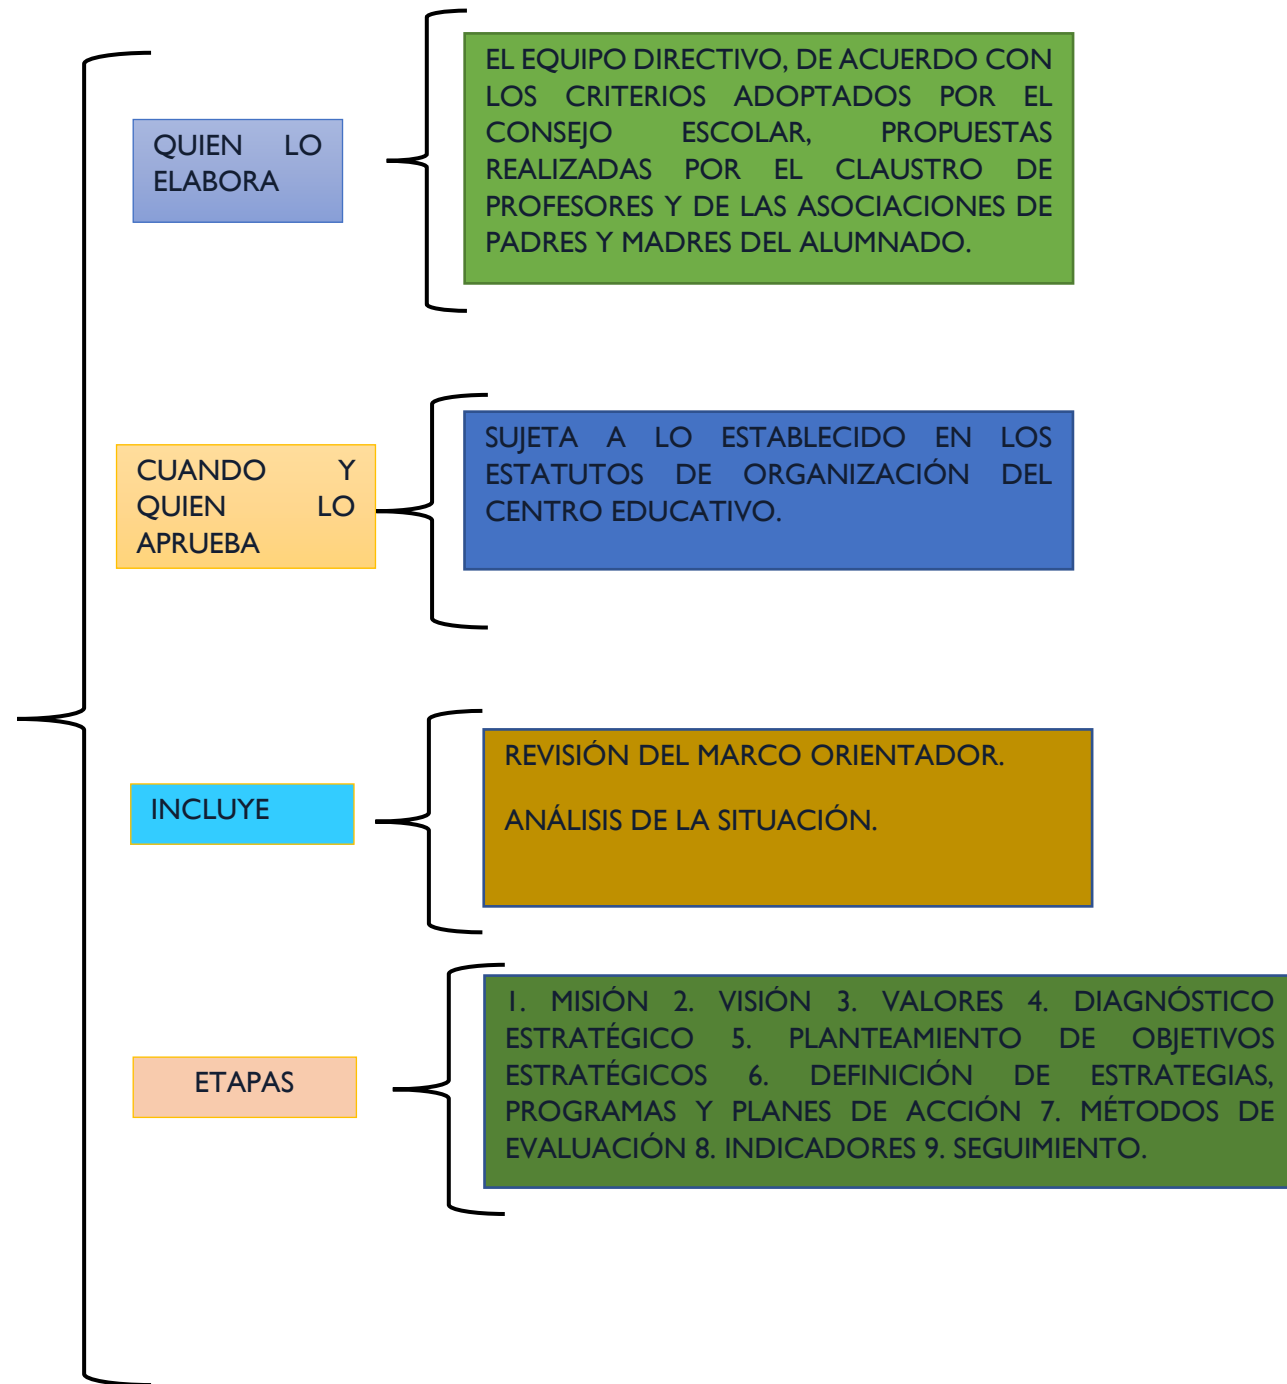 QUIEN LO
ELABORA
EL EQUIPO DIRECTIVO, DE ACUERDO CON
LOS CRITERIOS ADOPTADOS POR EL
CONSEJO ESCOLAR, PROPUESTAS
REALIZADAS POR EL CLAUSTRO DE
PROFESORES Y DE LAS ASOCIACIONES DE
PADRES Y MADRES DEL ALUMNADO.
CUANDO Y
QUIEN LO
APRUEBA
SUJETA A LO ESTABLECIDO EN LOS
ESTATUTOS DE ORGANIZACIÓN DEL
CENTRO EDUCATIVO.
INCLUYE
REVISIÓN DEL MARCO ORIENTADOR.
ANÁLISIS DE LA SITUACIÓN.
ETAPAS
1. MISIÓN 2. VISIÓN 3. VALORES 4. DIAGNÓSTICO
ESTRATÉGICO 5. PLANTEAMIENTO DE OBJETIVOS
ESTRATÉGICOS 6. DEFINICIÓN DE ESTRATEGIAS,
PROGRAMAS Y PLANES DE ACCIÓN 7. MÉTODOS DE
EVALUACIÓN 8. INDICADORES 9. SEGUIMIENTO.